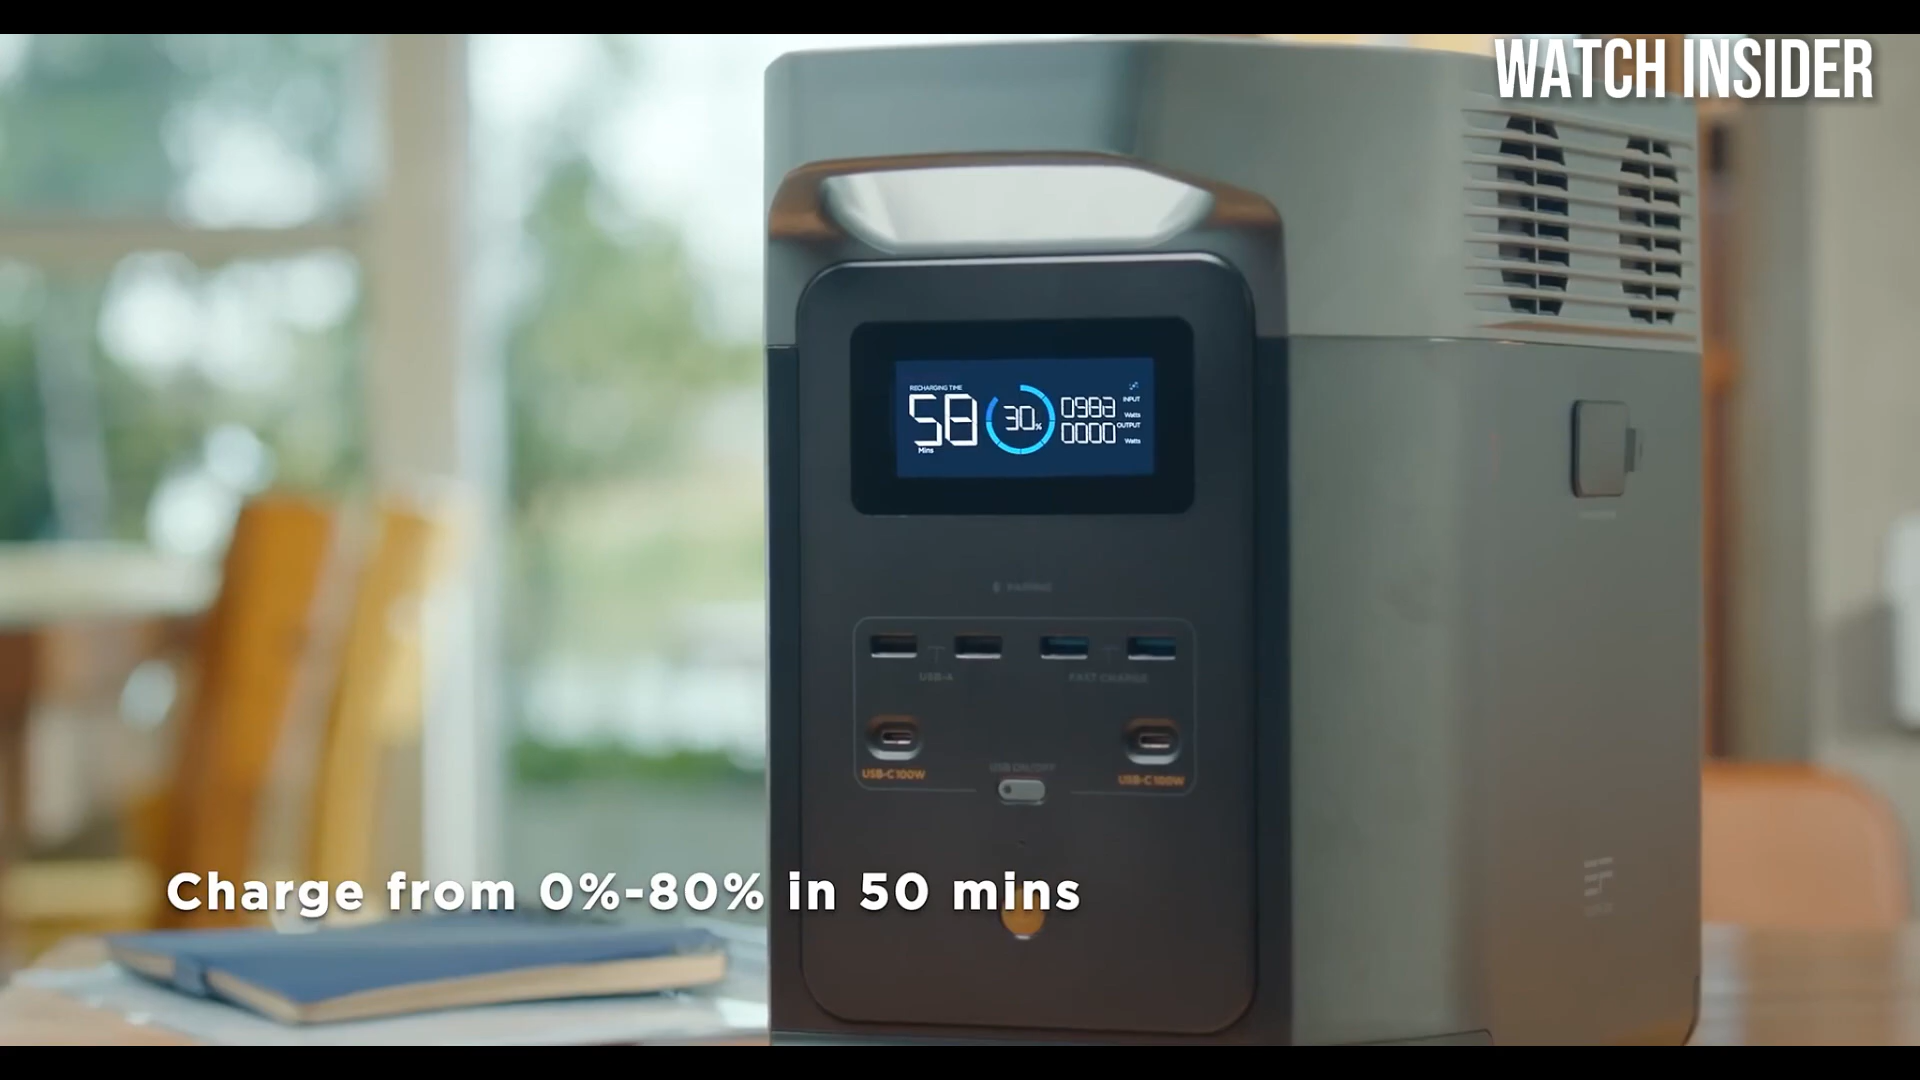 WATCH INSIDER
RECHARGING TIME
58
Mins
30%
0983
INPUT
Watts
0000
OUTPUT
Watts
PAIRING
USB-A
FAST CHARGE
USB-C 100W
USB ON/OFF
USB-C 100W
Charge from 0%-80% in 50 mins